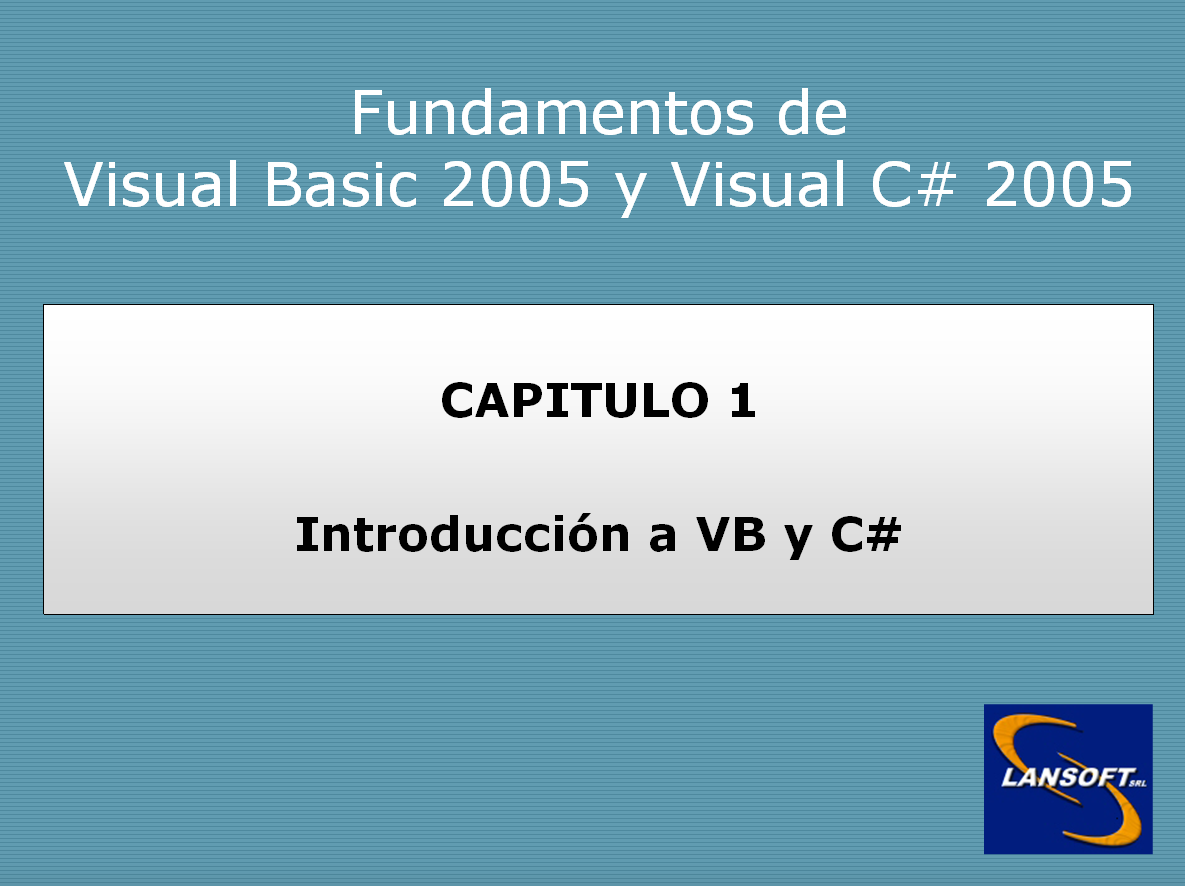 Fundamentos de
Visual Basic 2005 y Visual C# 2005
CAPITULO 1
Introducción a VB y C#
LANSOFT SRL